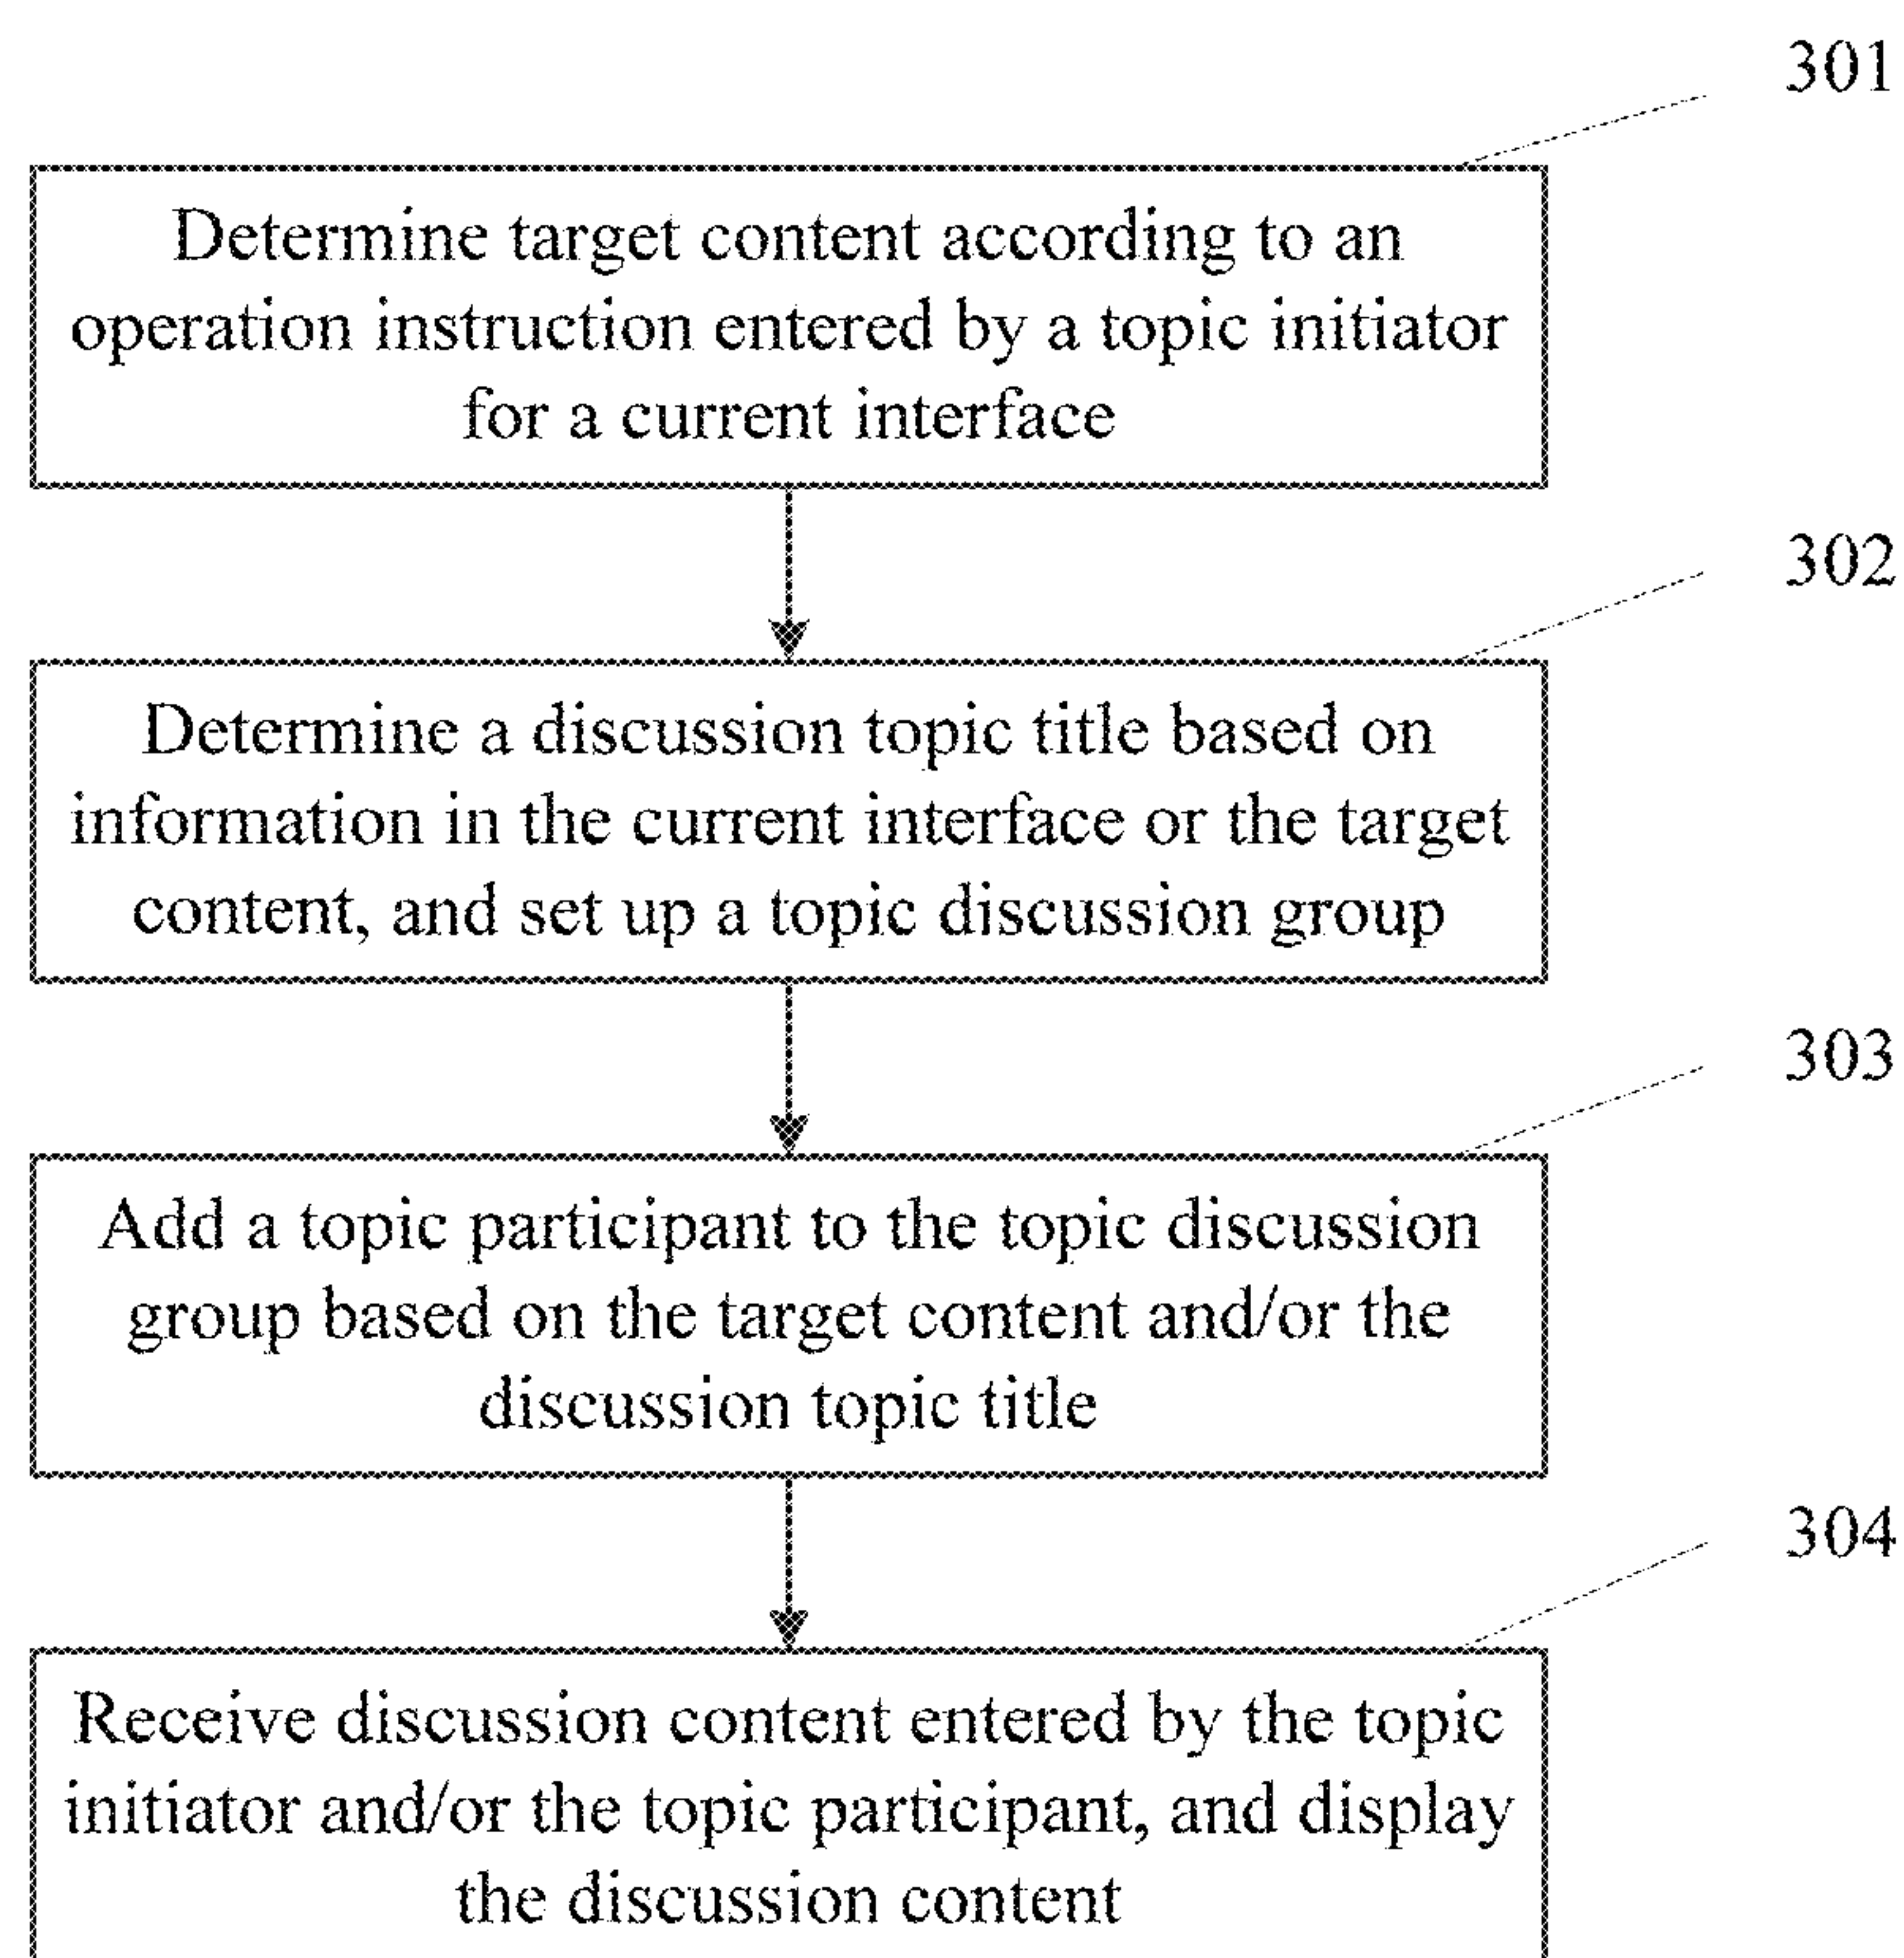 301
Determine target content according to an
operation instruction entered by a topic initiator
for a current interface
302
Determine a discussion topic title based on
information in the current interface or the target
content, and set up a topic discussion group
303
Add a topic participant to the topic discussion
group based on the target content and/or the
discussion topic title
304
Receive discussion content entered by the topic
initiator and/or the topic participant, and display
the discussion content